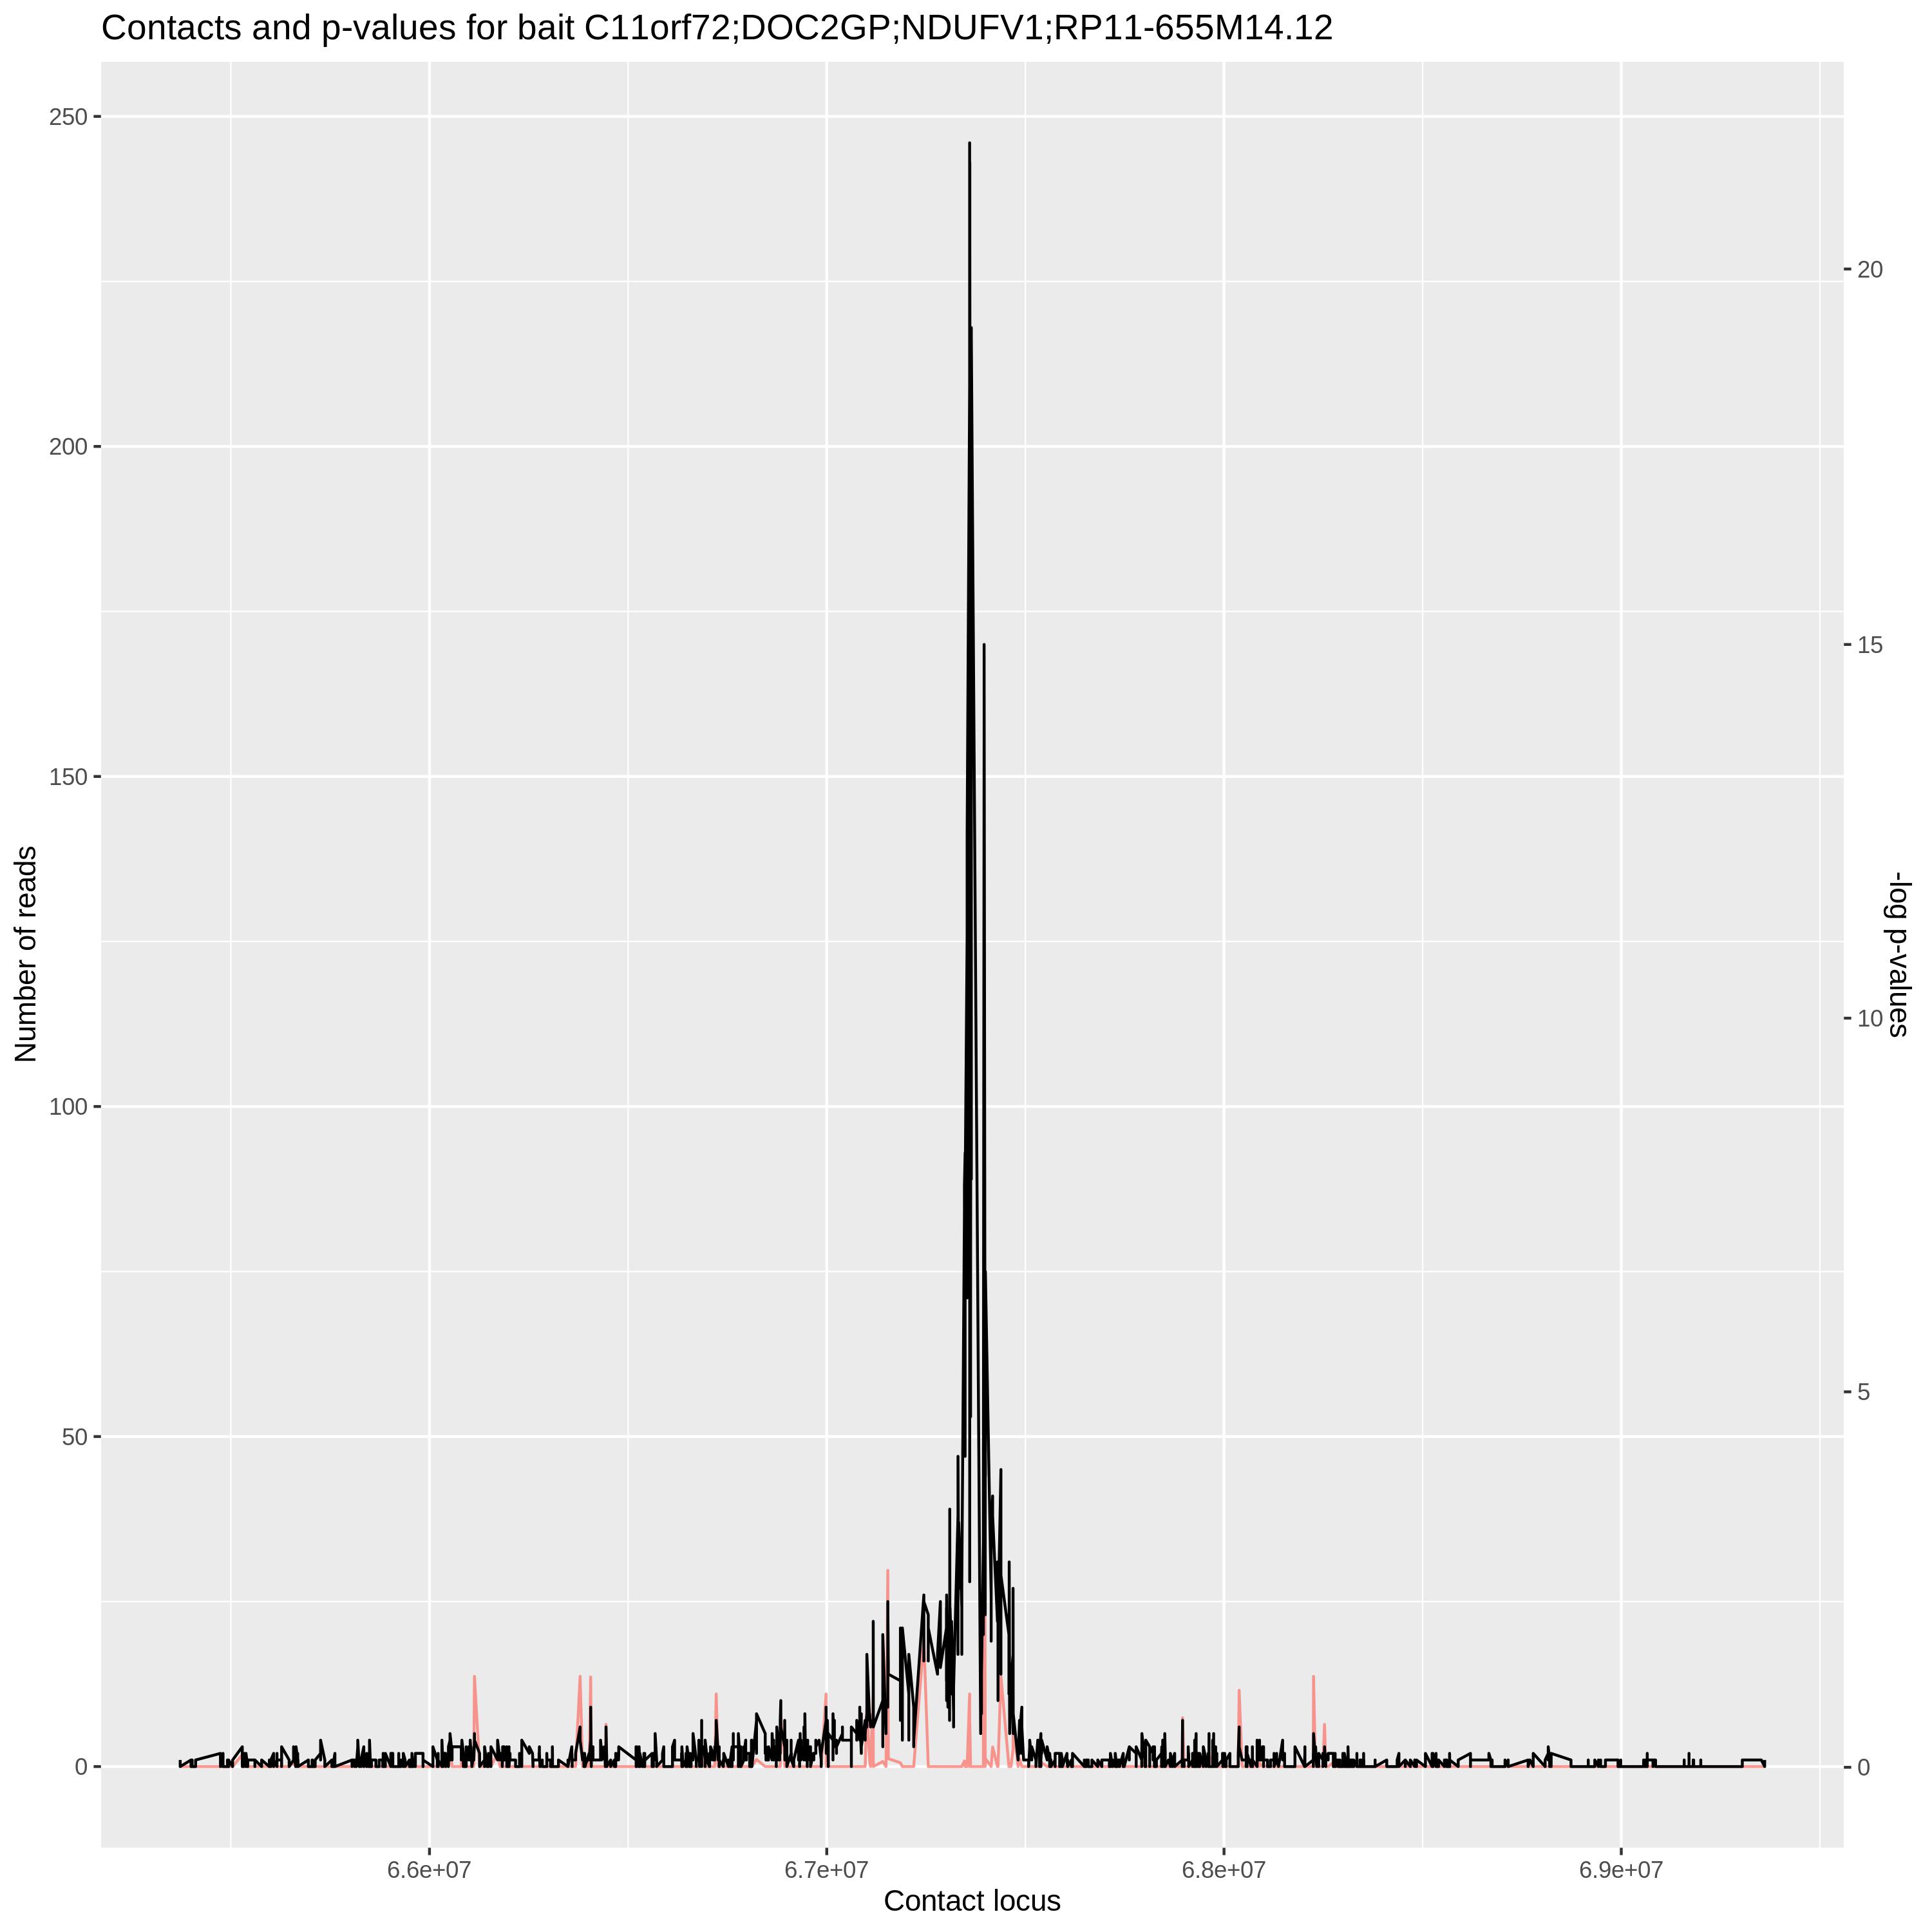 Contacts and p-values for bait C11orf72;DOC2GP;NDUFV1;RP11-655M14.12
250
200
150
100
50
0
Number of reads
20
15
10
5
0
-log p-values
6.6e+07
6.7e+07
6.8e+07
6.9e+07
Contact locus